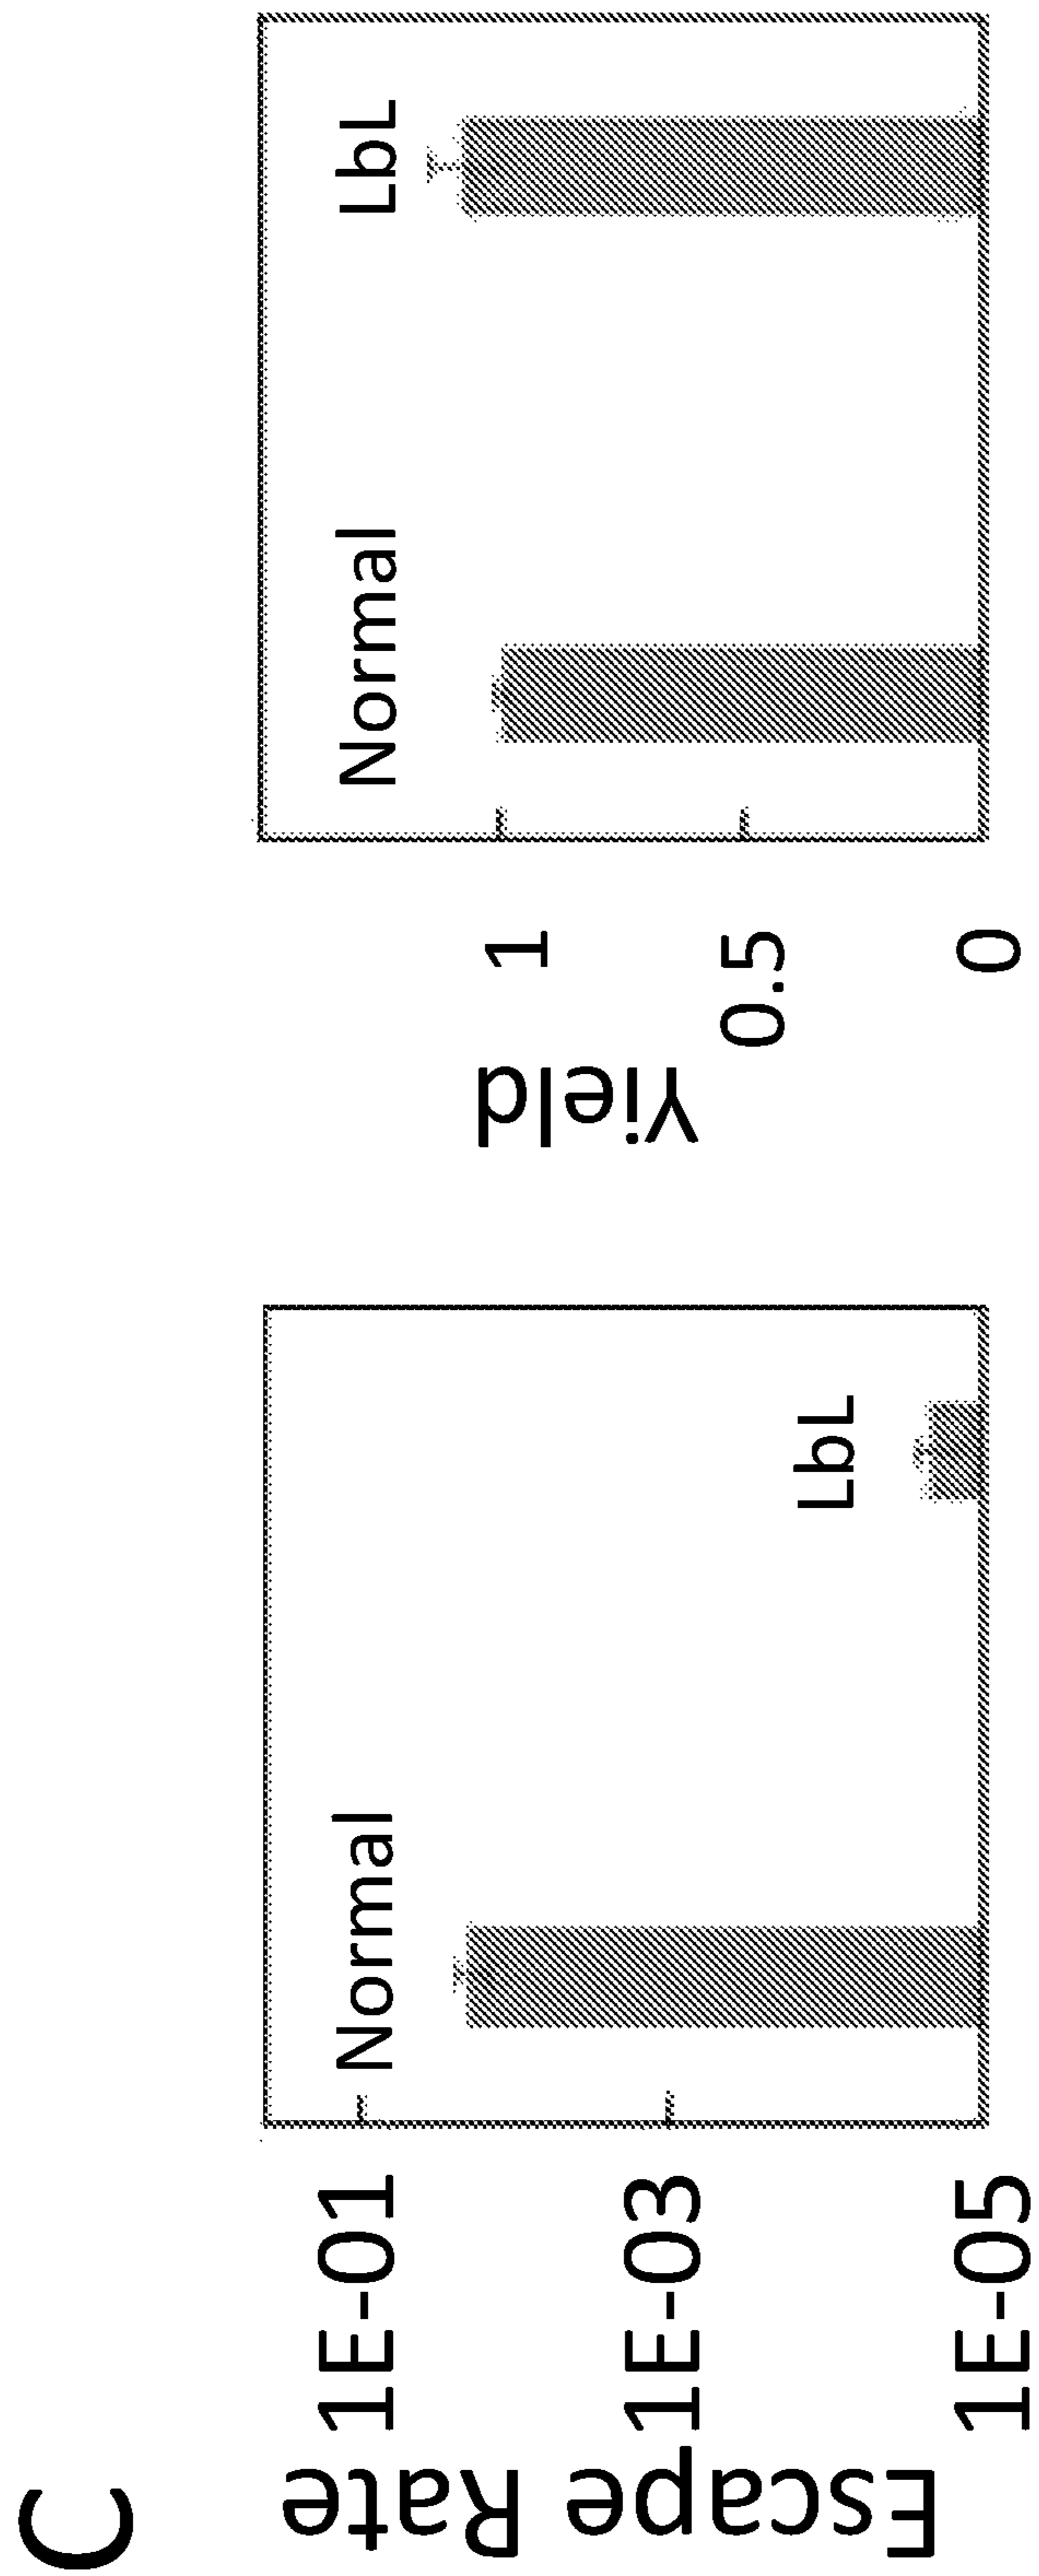 C
Escape Rate
1E-01
1E-03
1E-05
Normal
LbL
Yield
1
0.5
0
Normal
LbL